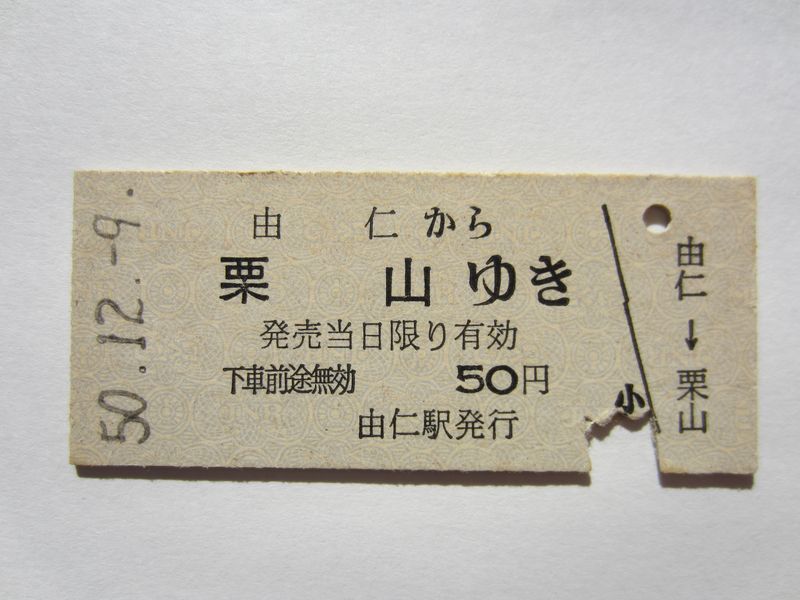 50.12.-9.
由仁から
栗山ゆき
発売当日限り有効
下車前途無効 50円
由仁駅発行
小
由仁→栗山